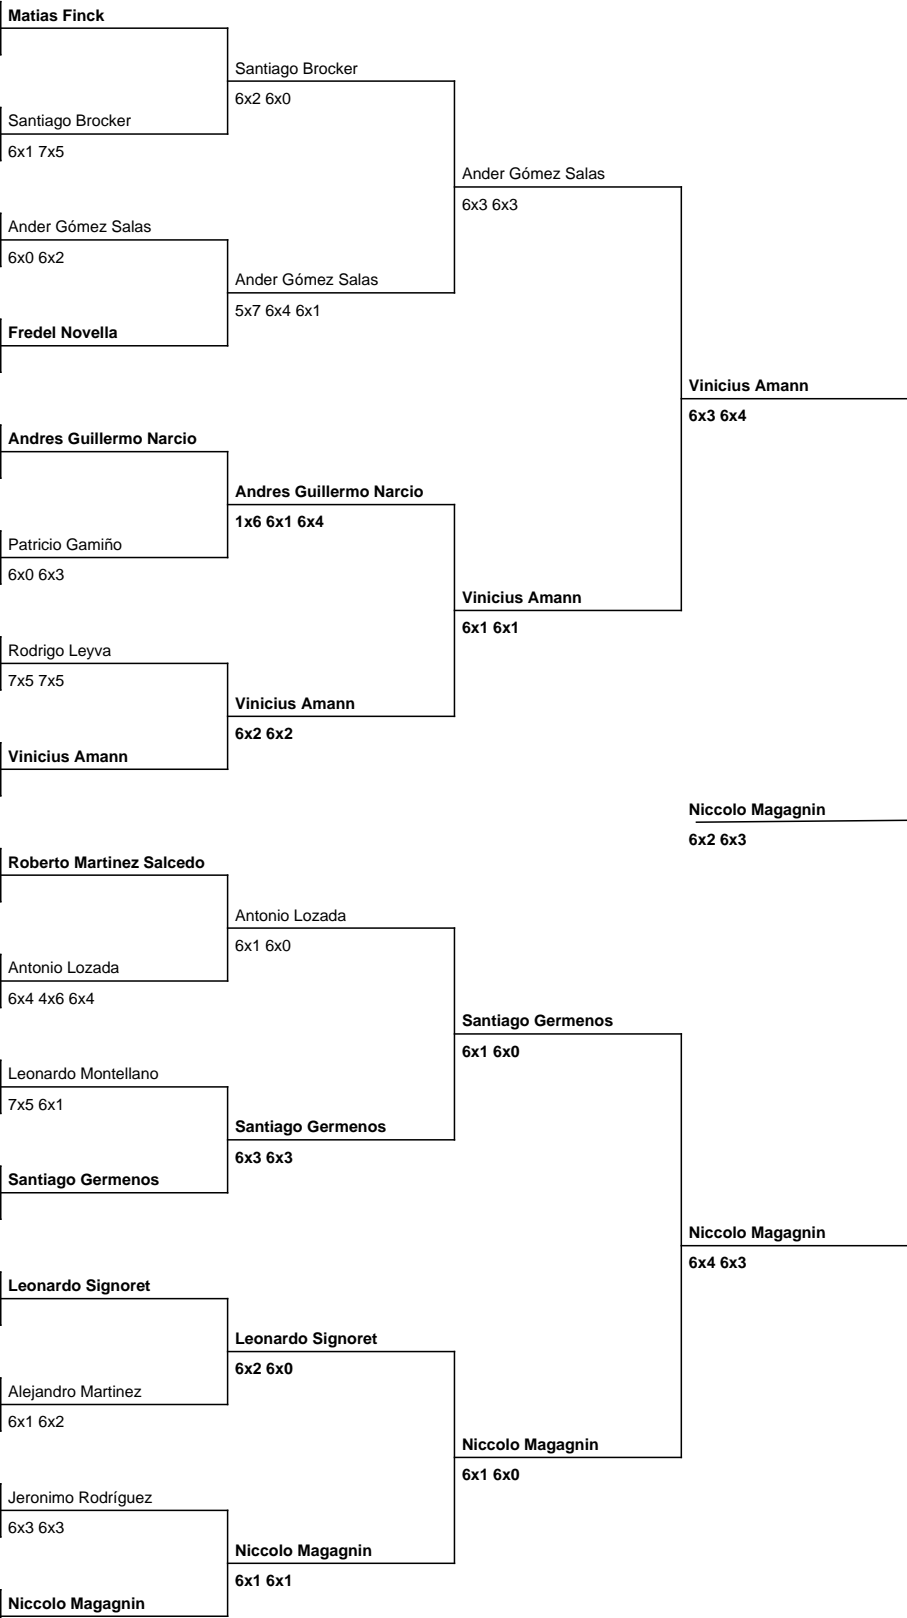 Matias Finck
Santiago Brocker
6x2 6x0
Santiago Brocker
6x1 7x5
Ander Gómez Salas
6x3 6x3
Ander Gómez Salas
6x0 6x2
Ander Gómez Salas
5x7 6x4 6x1
Fredel Novella
Vinicius Amann
6x3 6x4
Andres Guillermo Narcio
Andres Guillermo Narcio
1x6 6x1 6x4
Patricio Gamiño
6x0 6x3
Vinicius Amann
6x1 6x1
Rodrigo Leyva
7x5 7x5
Vinicius Amann
6x2 6x2
Vinicius Amann
Niccolo Magagnin
6x2 6x3
Roberto Martinez Salcedo
Antonio Lozada
6x1 6x0
Antonio Lozada
6x4 4x6 6x4
Santiago Germenos
6x1 6x0
Leonardo Montellano
7x5 6x1
Santiago Germenos
6x3 6x3
Santiago Germenos
Niccolo Magagnin
6x4 6x3
Leonardo Signoret
Leonardo Signoret
6x2 6x0
Alejandro Martinez
6x1 6x2
Niccolo Magagnin
6x1 6x0
Jeronimo Rodríguez
6x3 6x3
Niccolo Magagnin
6x1 6x1
Niccolo Magagnin